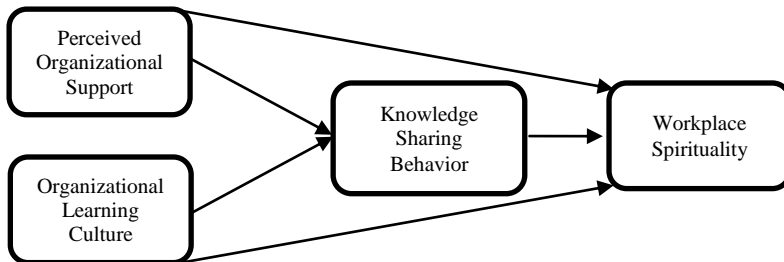 Perceived
Organizational
Support
Knowledge
Sharing
Behavior
Workplace
Spirituality
Organizational
Learning
Culture